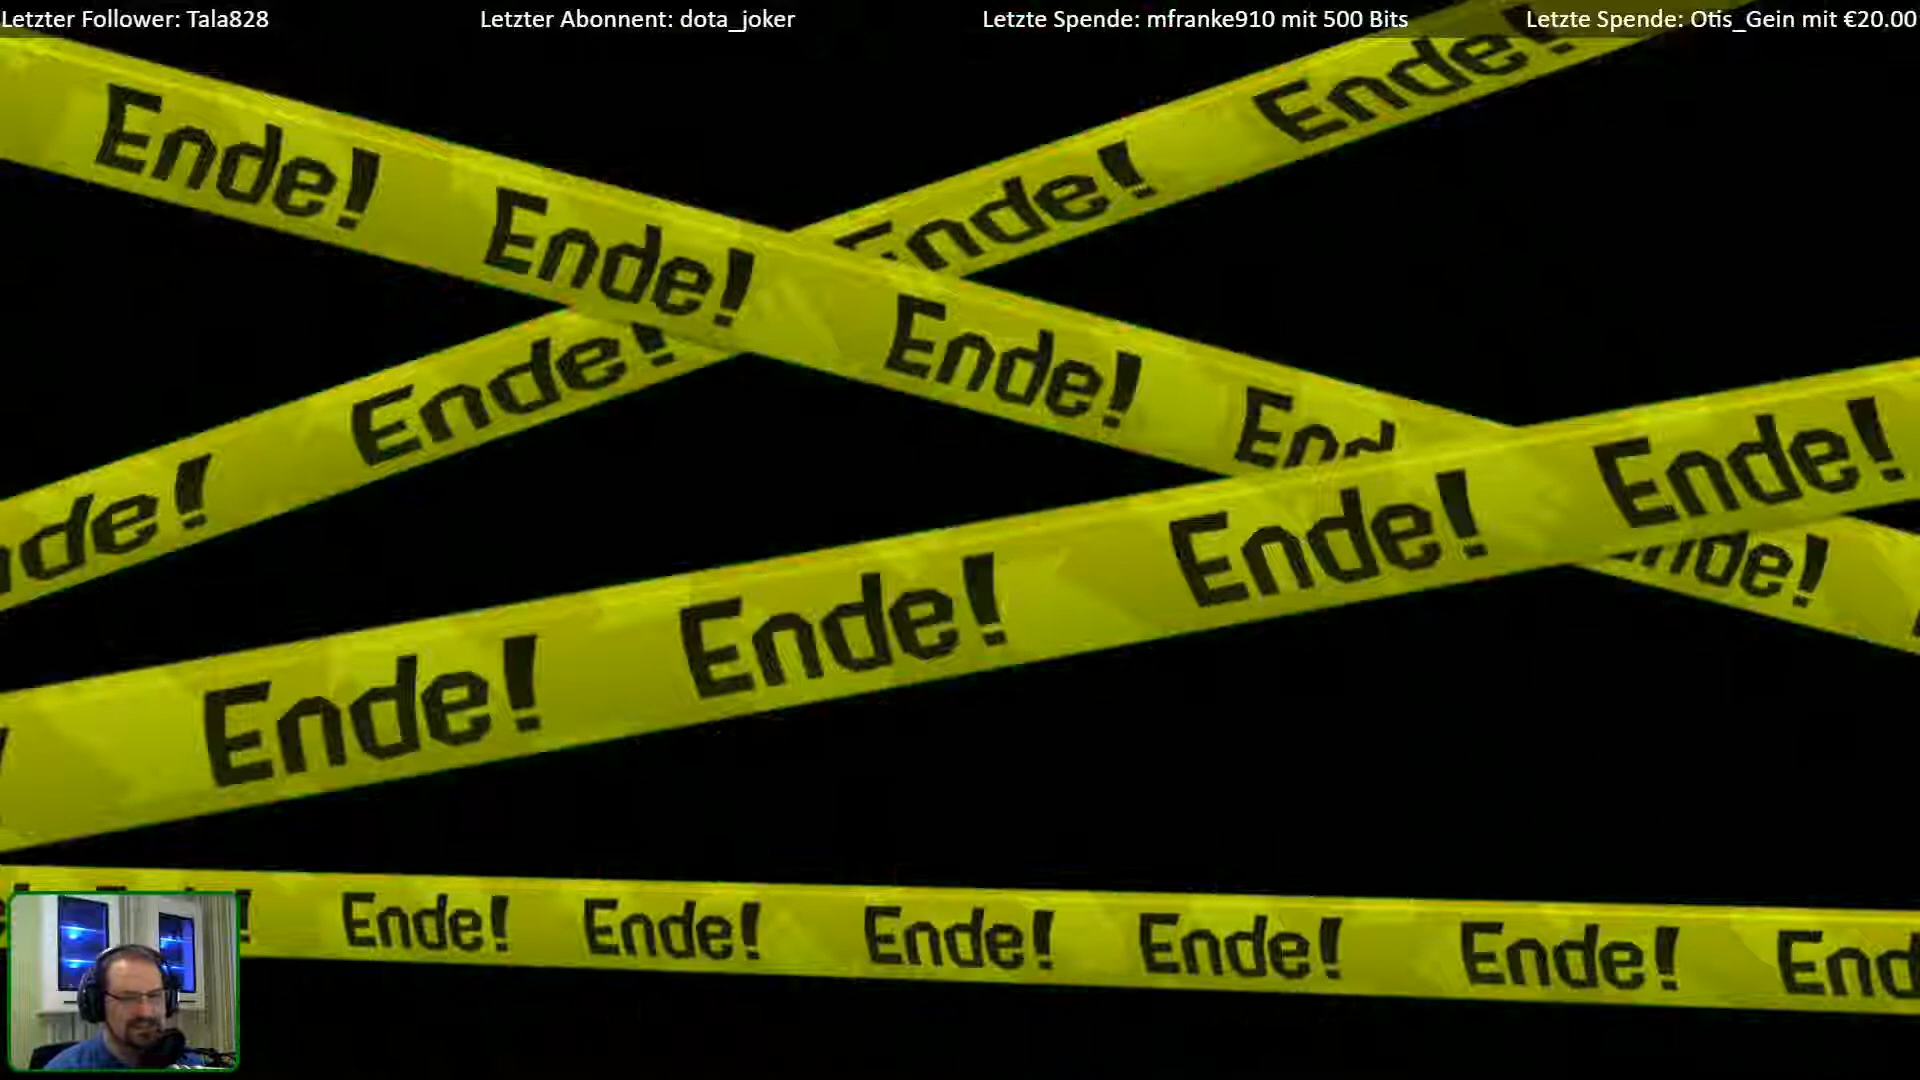 Letzter Follower: Tala828
Letzter Abonnent: dota_joker
Letzte Spende: mfranke910 mit 500 Bits
Letzte Spende: Otis_Gein mit €20.00
Ende! Ende! Ende!
Ende! Ende! Ende! Ende!
Ende! Ende! Ende! Ende!
Ende! Ende! Ende! Ende! Ende!